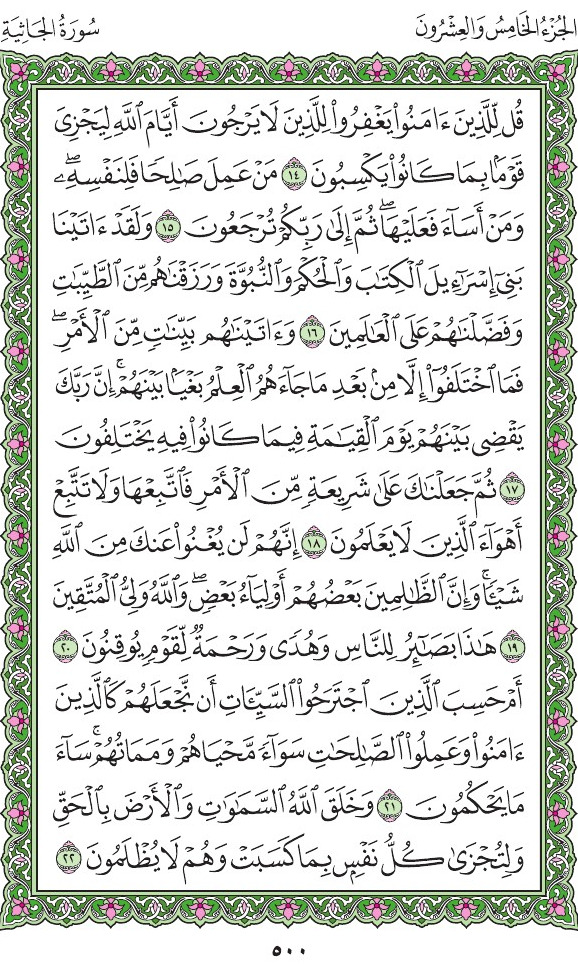 الجُزْءُ الخَامِسُ وَالعِشْرُونَ
سُورَةُ الجَاثِيَةِ
قُل لِّلَّذِينَ ءَامَنُوا۟ يَغْفِرُوا۟ لِلَّذِينَ لَا يَرْجُونَ أَيَّامَ ٱللَّهِ لِيَجْزِىَ
قَوْمًۢا بِمَا كَانُوا۟ يَكْسِبُونَ ١٤ مَنْ عَمِلَ صَٰلِحًا فَلِنَفْسِهِۦ ۖ
وَمَنْ أَسَآءَ فَعَلَيْهَا ۖ ثُمَّ إِلَىٰ رَبِّكُمْ تُرْجَعُونَ ١٥ وَلَقَدْ ءَاتَيْنَا
بَنِىٓ إِسْرَٰٓءِيلَ ٱلْكِتَٰبَ وَٱلْحُكْمَ وَٱلنُّبُوَّةَ وَرَزَقْنَٰهُم مِّنَ ٱلطَّيِّبَٰتِ
وَفَضَّلْنَٰهُمْ عَلَى ٱلْعَٰلَمِينَ ١٦ وَءَاتَيْنَٰهُم بَيِّنَٰتٍ مِّنَ ٱلْأَمْرِ ۖ
فَمَا ٱخْتَلَفُوٓا۟ إِلَّا مِنۢ بَعْدِ مَا جَآءَهُمُ ٱلْعِلْمُ بَغْيًۢا بَيْنَهُمْ ۚ إِنَّ رَبَّكَ
يَقْضِى بَيْنَهُمْ يَوْمَ ٱلْقِيَٰمَةِ فِيمَا كَانُوا۟ فِيهِ يَخْتَلِفُونَ
١٧ ثُمَّ جَعَلْنَٰكَ عَلَىٰ شَرِيعَةٍ مِّنَ ٱلْأَمْرِ فَٱتَّبِعْهَا وَلَا تَتَّبِعْ
أَهْوَآءَ ٱلَّذِينَ لَا يَعْلَمُونَ ١٨ إِنَّهُمْ لَن يُغْنُوا۟ عَنكَ مِنَ ٱللَّهِ
شَيْـًٔا ۚ وَإِنَّ ٱلظَّٰلِمِينَ بَعْضُهُمْ أَوْلِيَآءُ بَعْضٍ ۖ وَٱللَّهُ وَلِىُّ ٱلْمُتَّقِينَ
١٩ هَٰذَا بَصَٰٓئِرُ لِلنَّاسِ وَهُدًى وَرَحْمَةٌ لِّقَوْمٍ يُوقِنُونَ ٢٠
أَمْ حَسِبَ ٱلَّذِينَ ٱجْتَرَحُوا۟ ٱلسَّيِّـَٔاتِ أَن نَّجْعَلَهُمْ كَٱلَّذِينَ
ءَامَنُوا۟ وَعَمِلُوا۟ ٱلصَّٰلِحَٰتِ سَوَآءً مَّحْيَاهُمْ وَمَمَاتُهُمْ ۚ سَآءَ
مَا يَحْكُمُونَ ٢١ وَخَلَقَ ٱللَّهُ ٱلسَّمَٰوَٰتِ وَٱلْأَرْضَ بِٱلْحَقِّ
وَلِتُجْزَىٰ كُلُّ نَفْسٍۭ بِمَا كَسَبَتْ وَهُمْ لَا يُظْلَمُونَ ٢٢
٥٠٠